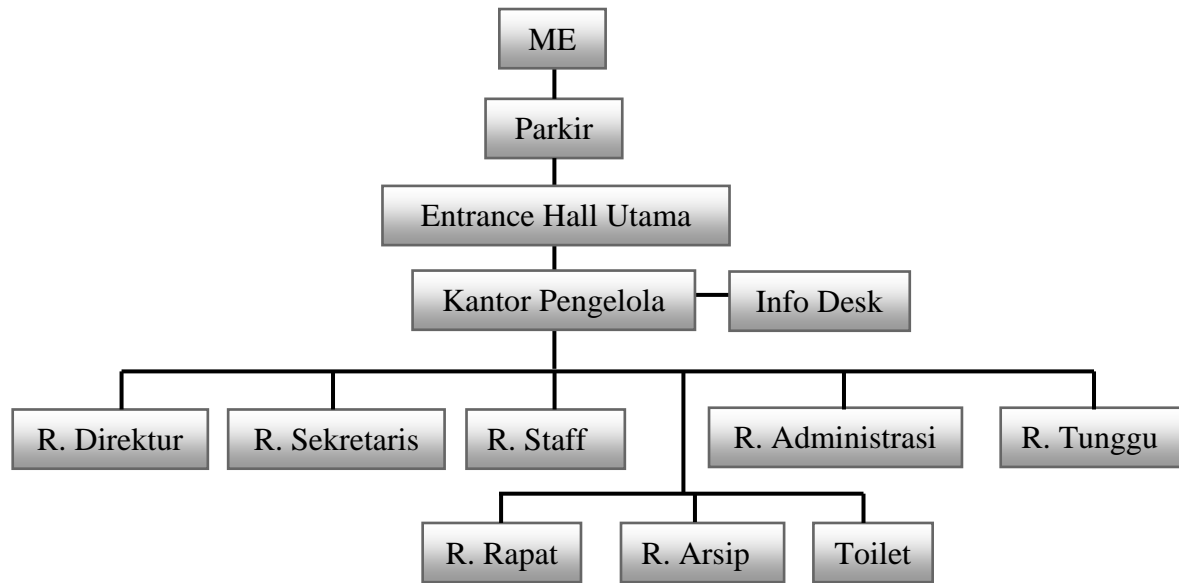 ME
Parkir
Entrance Hall Utama
Kantor Pengelola
Info Desk
R. Direktur
R. Sekretaris
R. Staff
R. Administrasi
R. Tunggu
R. Rapat
R. Arsip
Toilet